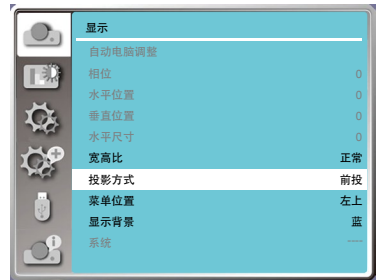 显示
自动电脑调整
相位 0
水平位置 0
垂直位置 0
水平尺寸 0
宽高比 正常
投影方式 前投
菜单位置 左上
显示背景 蓝
系统 -----